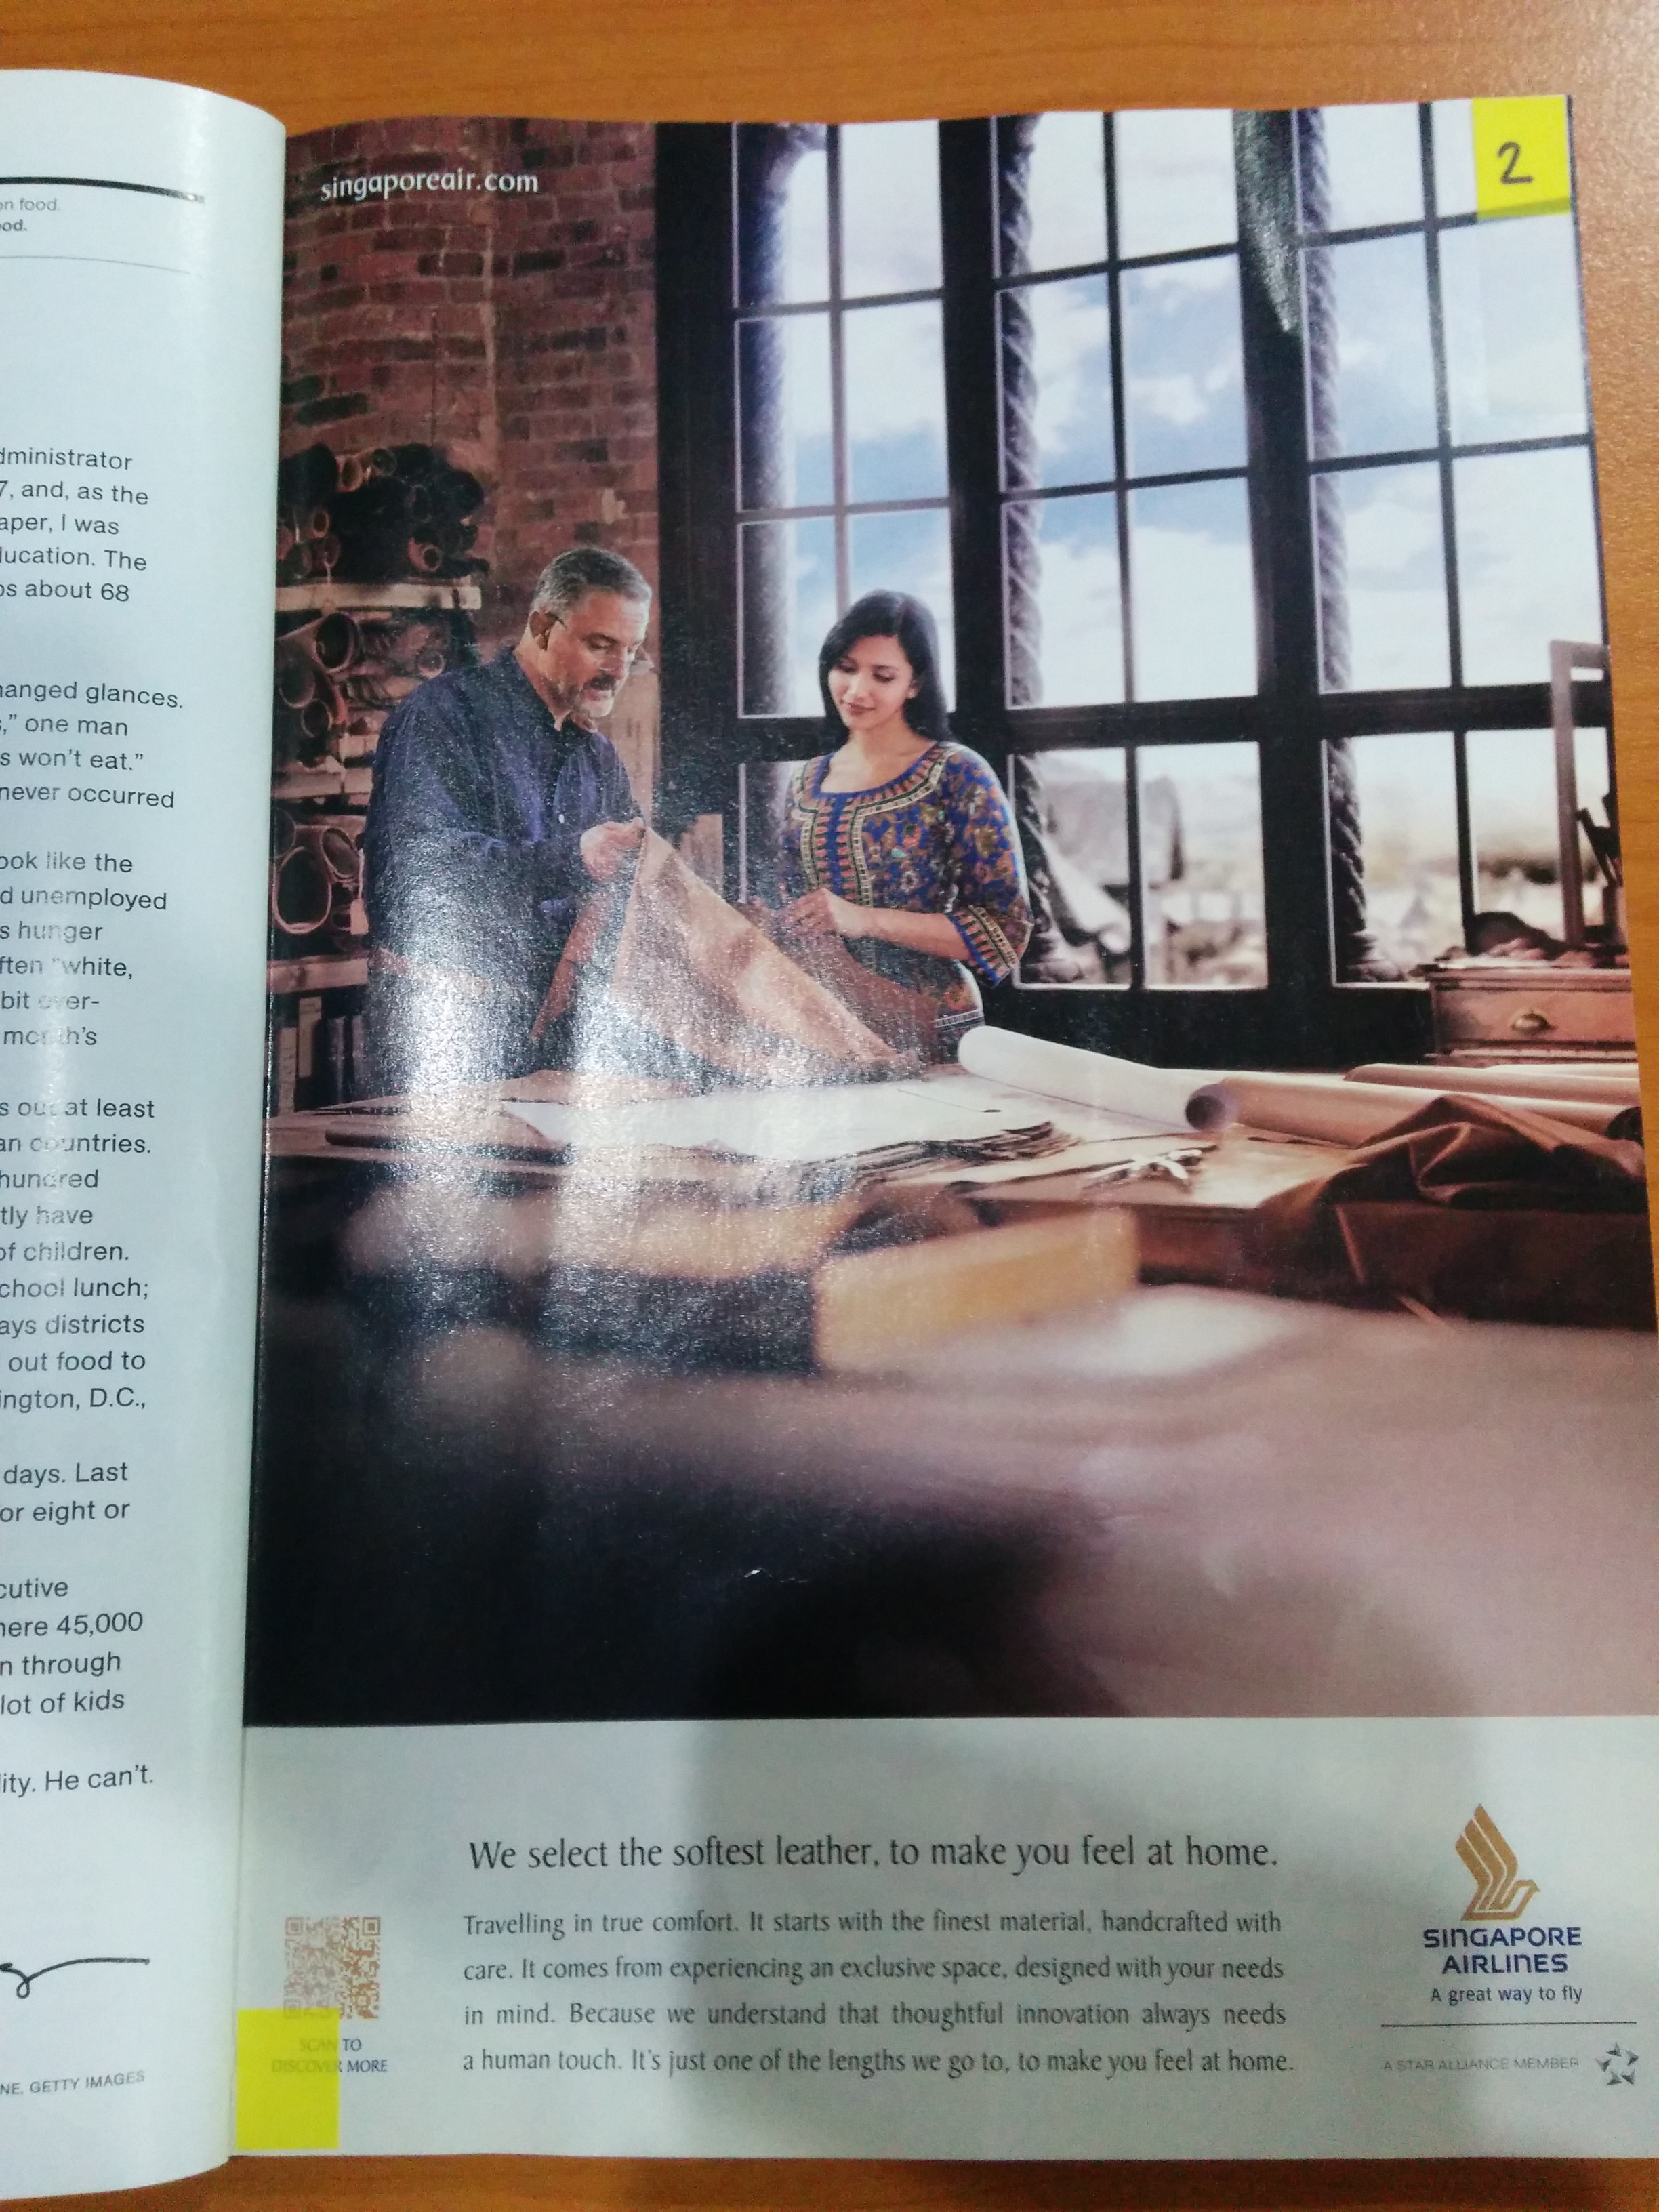 on food.
ood.
dministrator
7, and, as the
aper, I was
ducation. The
os about 68
hanged glances.
s,” one man
s won’t eat.”
never occurred
ook like the
d unemployed
s hunger
ften “white,
bit over-
month’s
s out at least
an countries.
hundred
tly have
of children.
chool lunch;
ays districts
out food to
ington, D.C.,
days. Last
or eight or
cutive
here 45,000
n through
lot of kids
lity. He can’t.
NE, GETTY IMAGES
singaporeair.com
2
We select the softest leather, to make you feel at home.
Travelling in true comfort. It starts with the finest material, handcrafted with
care. It comes from experiencing an exclusive space, designed with your needs
in mind. Because we understand that thoughtful innovation always needs
a human touch. It's just one of the lengths we go to, to make you feel at home.
SCAN TO
DISCOVER MORE
SINGAPORE
AIRLINES
A great way to fly
A STAR ALLIANCE MEMBER